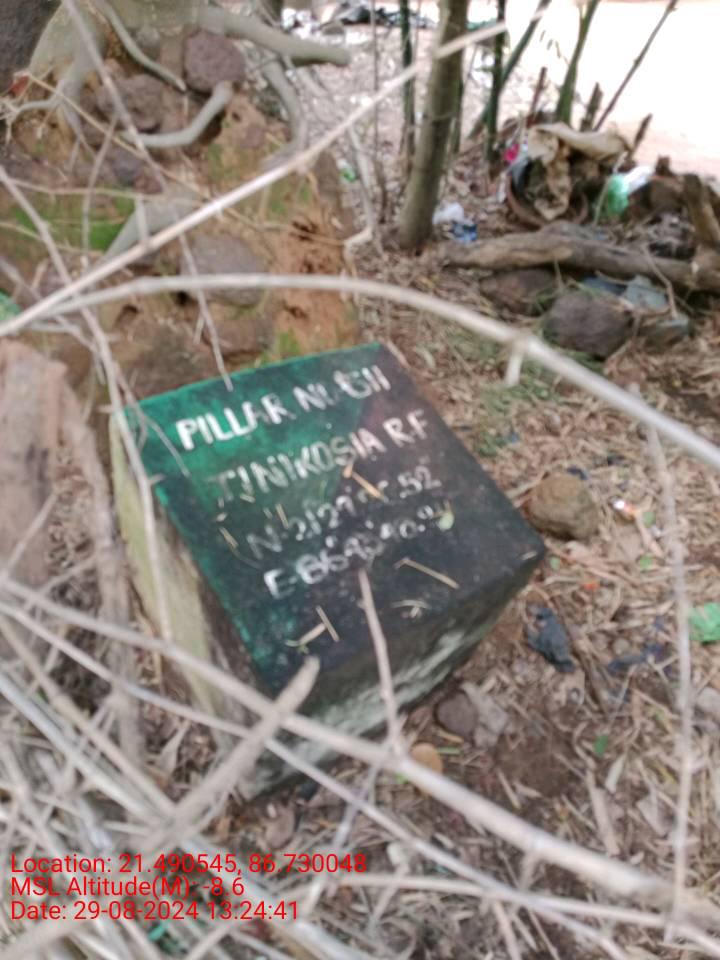 PILLAR NO-611
TINIKOSIA R.F
Location: 21.490545, 86.730048
MSL Altitude(M): -8.6
Date: 29-08-2024 13:24:41